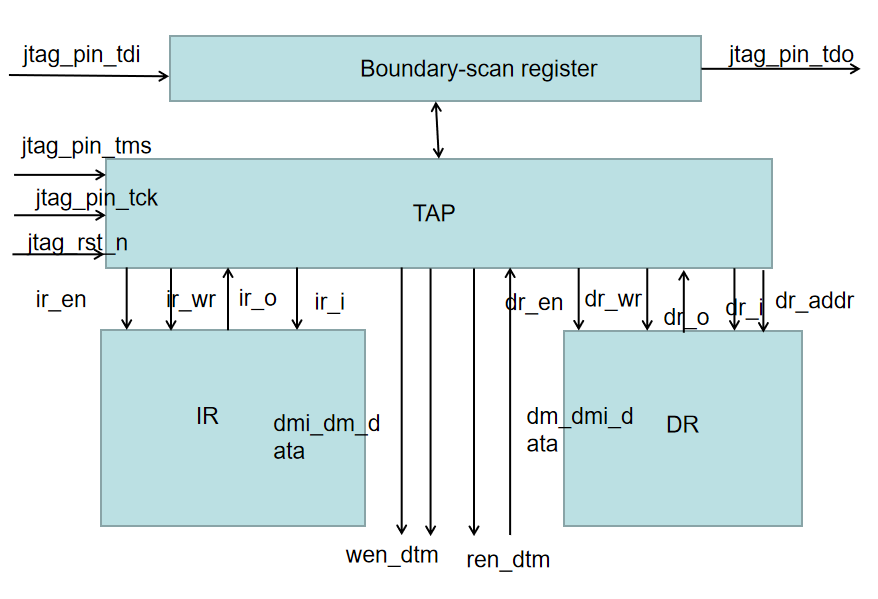 jtag_pin_tdi
Boundary-scan register
jtag_pin_tdo
jtag_pin_tms
jtag_pin_tck
TAP
jtag_rst_n
ir_en
ir_wr
ir_o
ir_i
dr_en
dr_wr
dr_o
dr_i
dr_addr
IR
dmi_dm_d
ata
dm_dmi_d
ata
DR
wen_dtm
ren_dtm